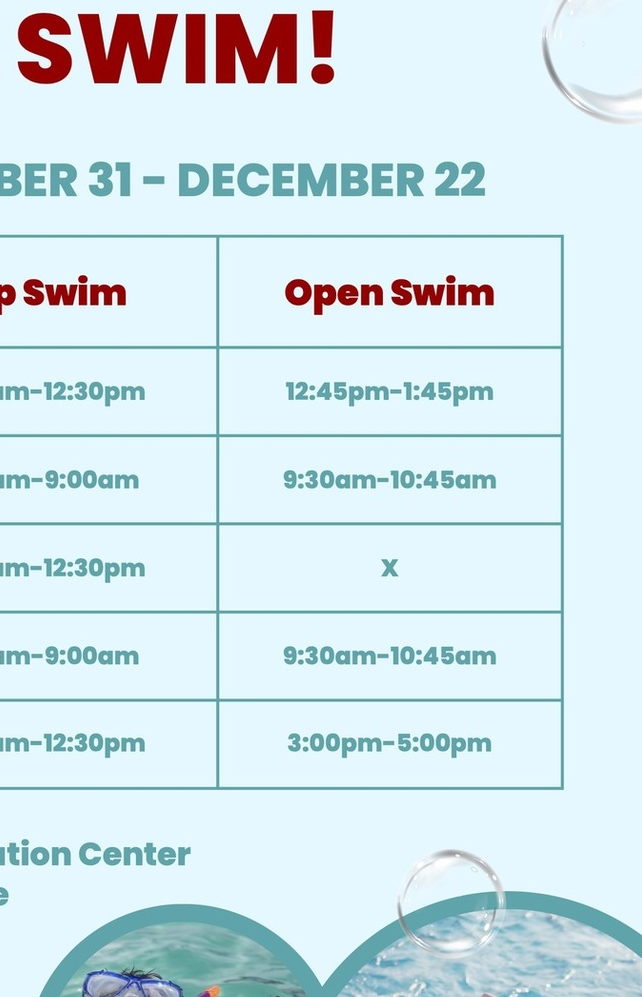 SWIM!
BER 31 - DECEMBER 22
p Swim Open Swim
am-12:30pm 12:45pm-1:45pm
am-9:00am 9:30am-10:45am
am-12:30pm X
am-9:00am 9:30am-10:45am
am-12:30pm 3:00pm-5:00pm
ation Center
e